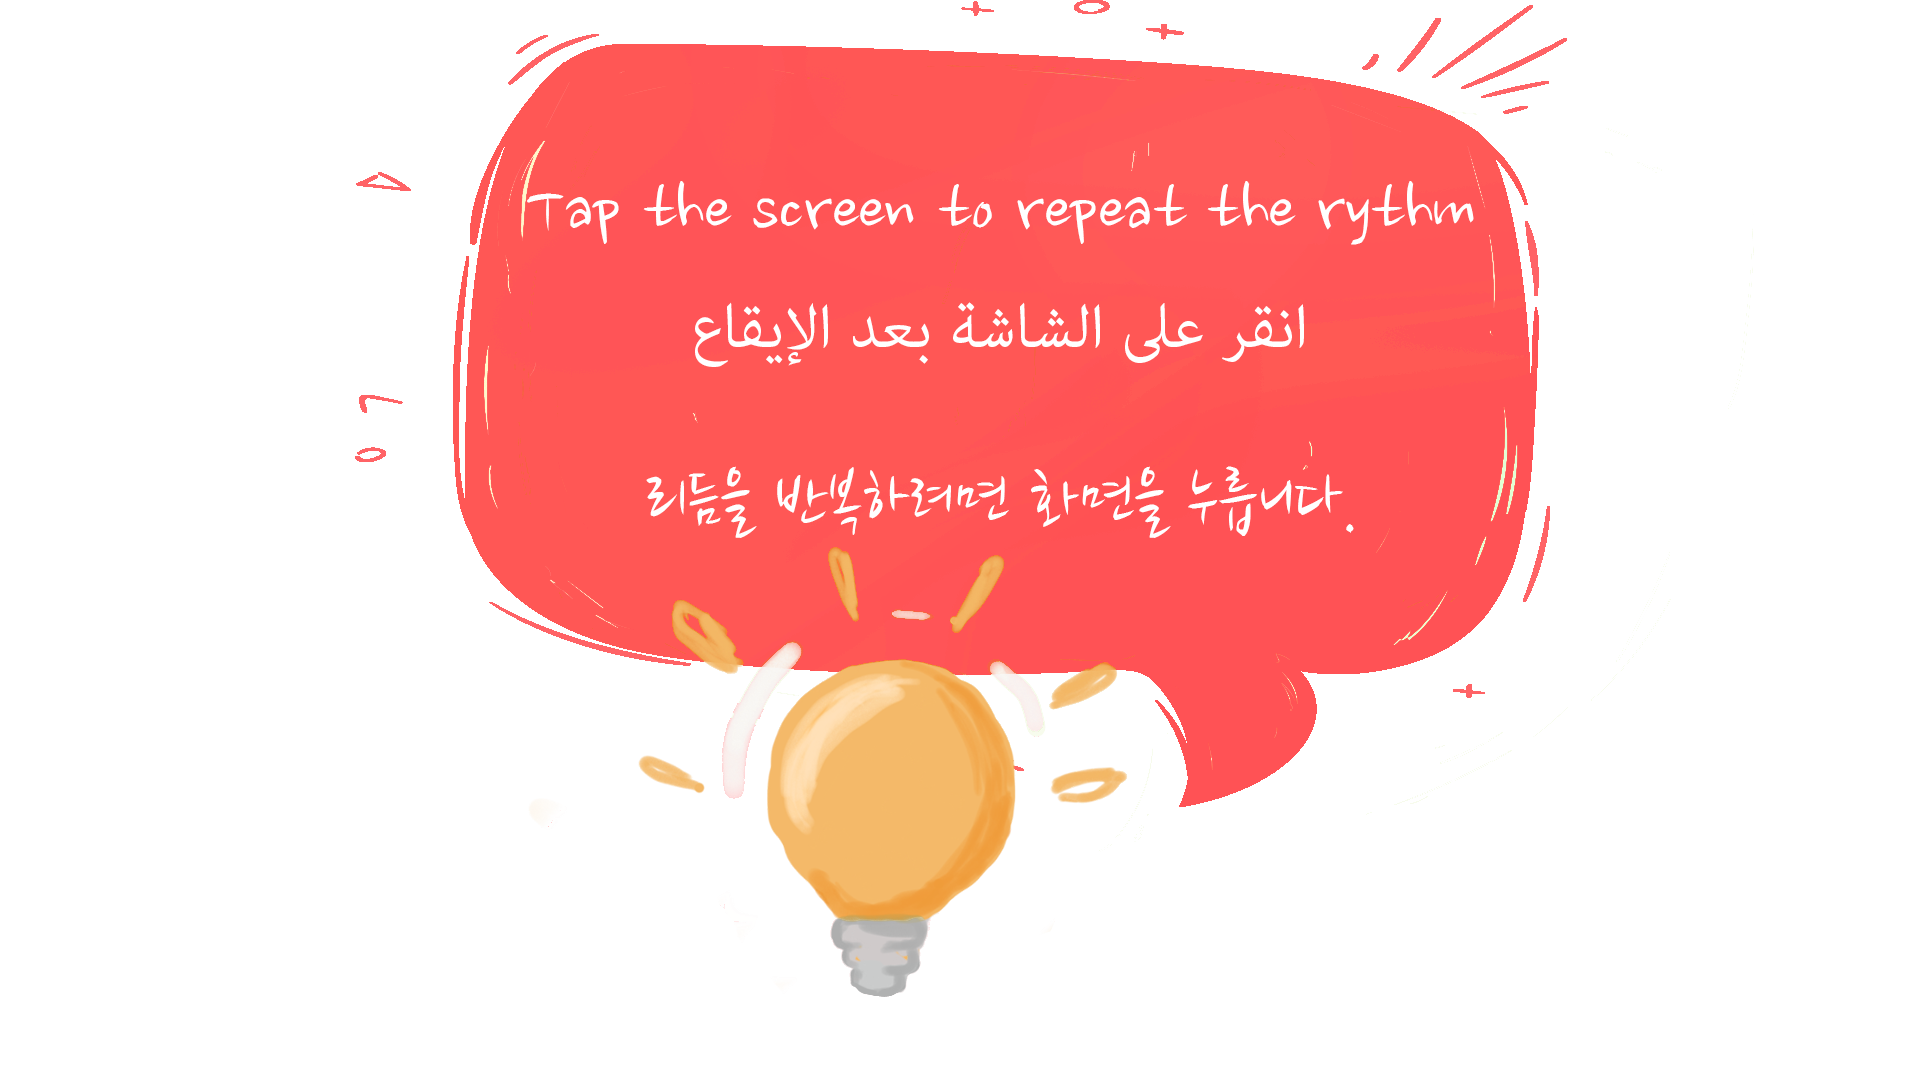 Tap the screen to repeat the rythm
انقر على الشاشة بعد الإيقاع
리듬을 반복하려면 화면을 누릅니다.